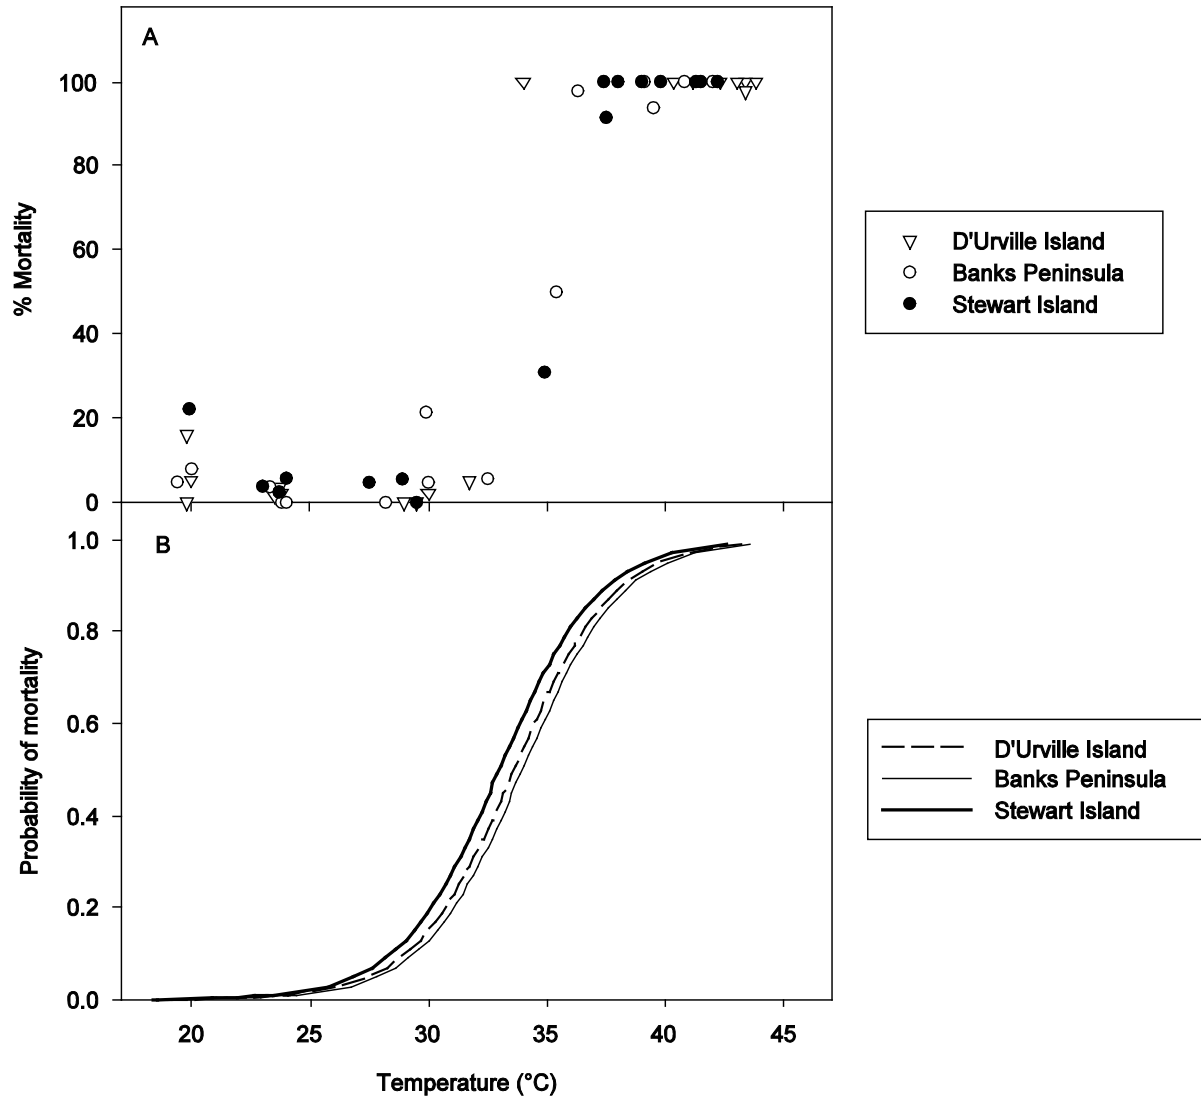 A
100
80
60
40
20
0
% Mortality
D'Urville Island
Banks Peninsula
Stewart Island
B
1.0
0.8
0.6
0.4
0.2
0.0
Probability of mortality
D'Urville Island
Banks Peninsula
Stewart Island
20 25 30 35 40 45
Temperature (°C)